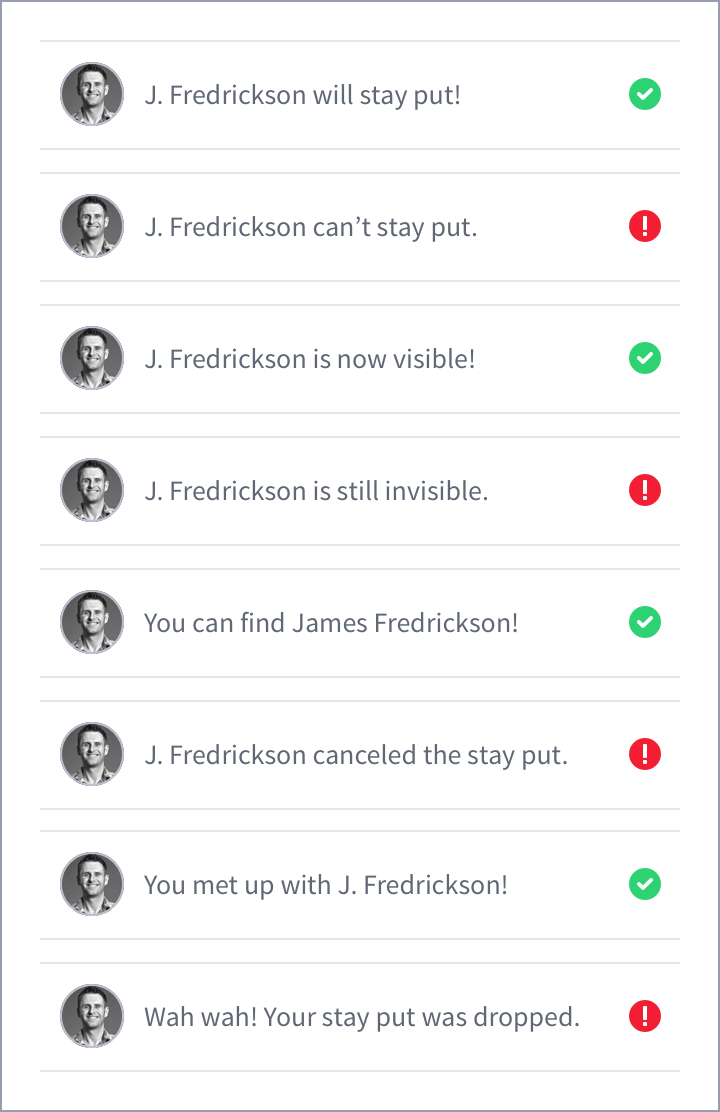 J. Fredrickson will stay put!
J. Fredrickson can’t stay put.
J. Fredrickson is now visible!
J. Fredrickson is still invisible.
You can find James Fredrickson!
J. Fredrickson canceled the stay put.
You met up with J. Fredrickson!
Wah wah! Your stay put was dropped.